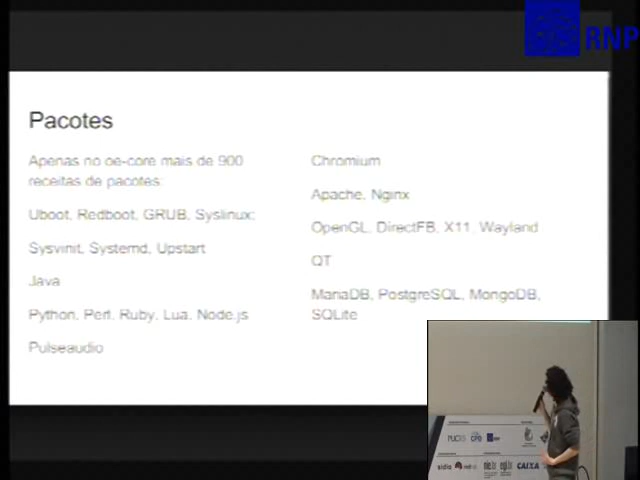 RNP
Pacotes
Apenas no oe-core mais de 900
receitas de pacotes:
Uboot, Redboot, GRUB, Syslinux;
Sysvinit, Systemd, Upstart
Java
Python, Perl, Ruby, Lua, Node.js
Pulseaudio
Chromium
Apache, Nginx
OpenGL, DirectFB, X11, Wayland
QT
MariaDB, PostgreSQL, MongoDB,
SQLite
CAIXA